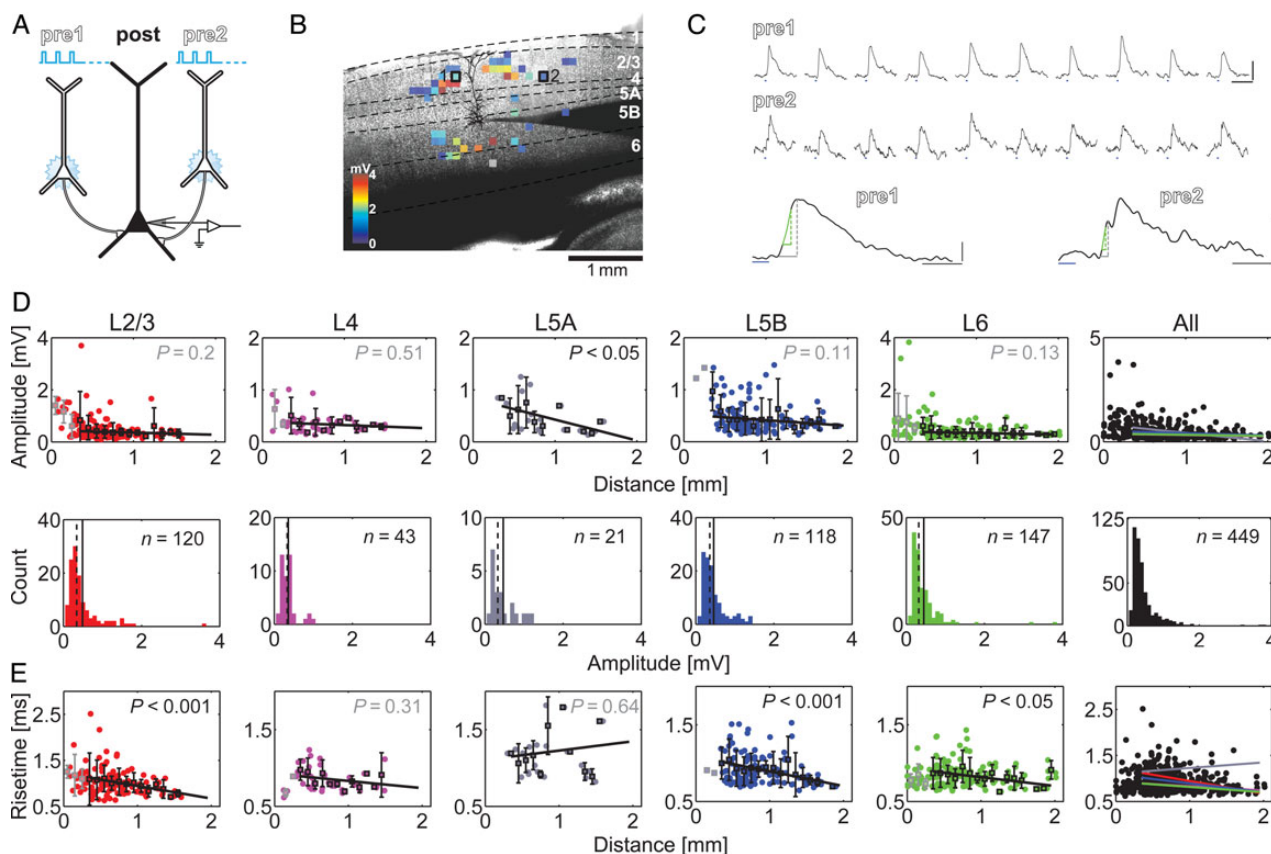 A
pre1 post pre2
B
1
2/3
4
5A
5B
6
1 2
mV
4
2
0
1 mm
C
pre1
pre2
pre1 pre2
D
L2/3 L4 L5A L5B L6 All
Amplitude [mV]
4 2 0
P = 0.2
0 1 2
2 1 0
P = 0.51
0 1 2
2 1 0
P < 0.05
0 1 2
2 1 0
P = 0.11
0 1 2
4 2 0
P = 0.13
0 1 2
5 0
0 1 2
Distance [mm]
Count
40 20 0
n = 120
0 2 4
20 10 0
n = 43
0 2 4
10 5 0
n = 21
0 2 4
40 20 0
n = 118
0 2 4
50 0
n = 147
0 2 4
125 50 0
n = 449
0 2 4
Amplitude [mV]
E
Risetime [ms]
2.5 1.5 0.5
P < 0.001
0 1 2
1.5 0.5
P = 0.31
0 1 2
1.5 0.5
P = 0.64
0 1 2
1.5 0.5
P < 0.001
0 1 2
1.5 0.5
P < 0.05
0 1 2
2.5 1.5 0.5
0 1 2
Distance [mm]